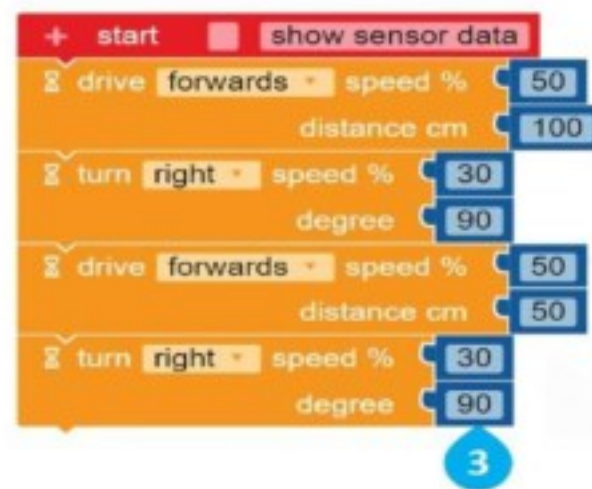 + start show sensor data
drive forwards speed % 50
distance cm 100
turn right speed % 30
degree 90
drive forwards speed % 50
distance cm 50
turn right speed % 30
degree 90
3